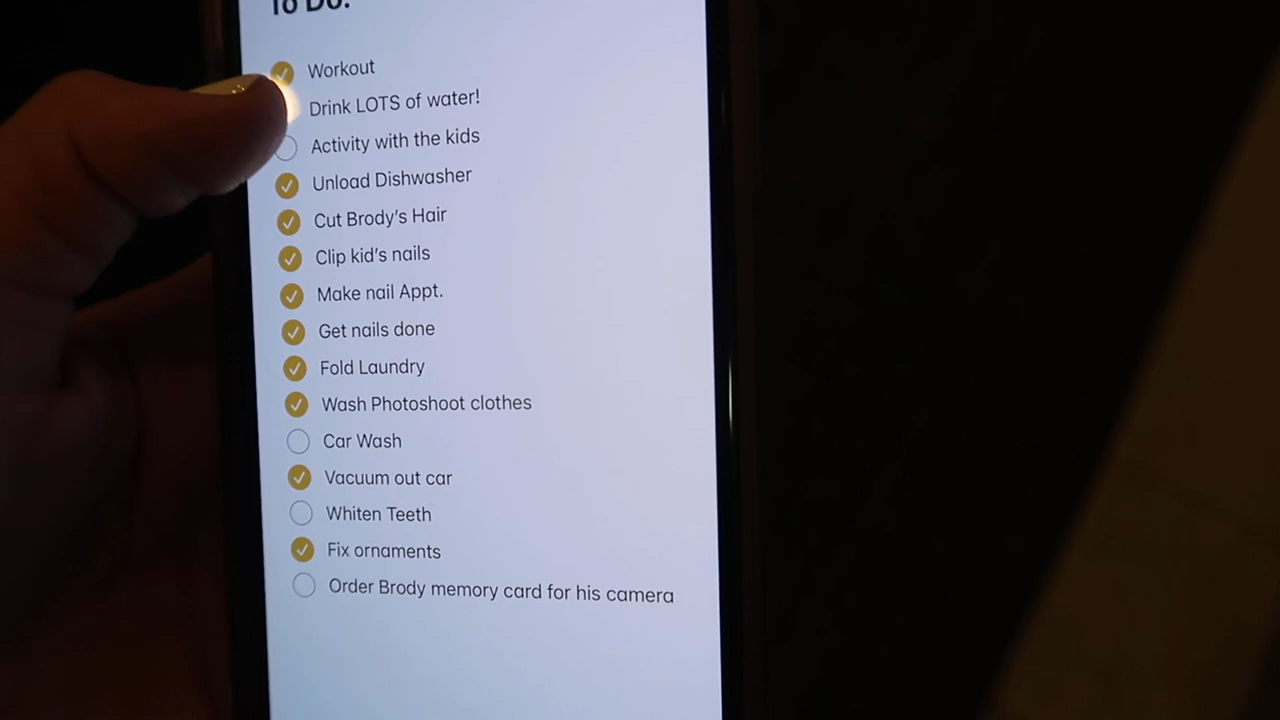 To Do:
Workout
Drink LOTS of water!
Activity with the kids
Unload Dishwasher
Cut Brody's Hair
Clip kid's nails
Make nail Appt.
Get nails done
Fold Laundry
Wash Photoshoot clothes
Car Wash
Vacuum out car
Whiten Teeth
Fix ornaments
Order Brody memory card for his camera